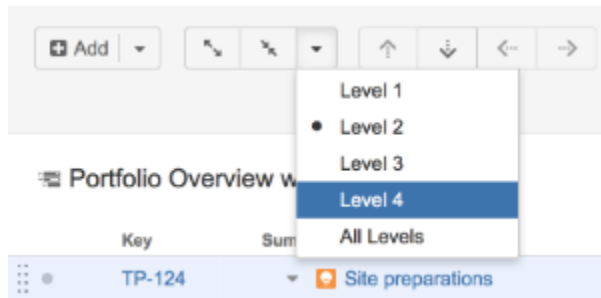 Add
Level 1
Level 2
Level 3
Level 4
All Levels
Portfolio Overview w
Key Sum
TP-124 Site preparations